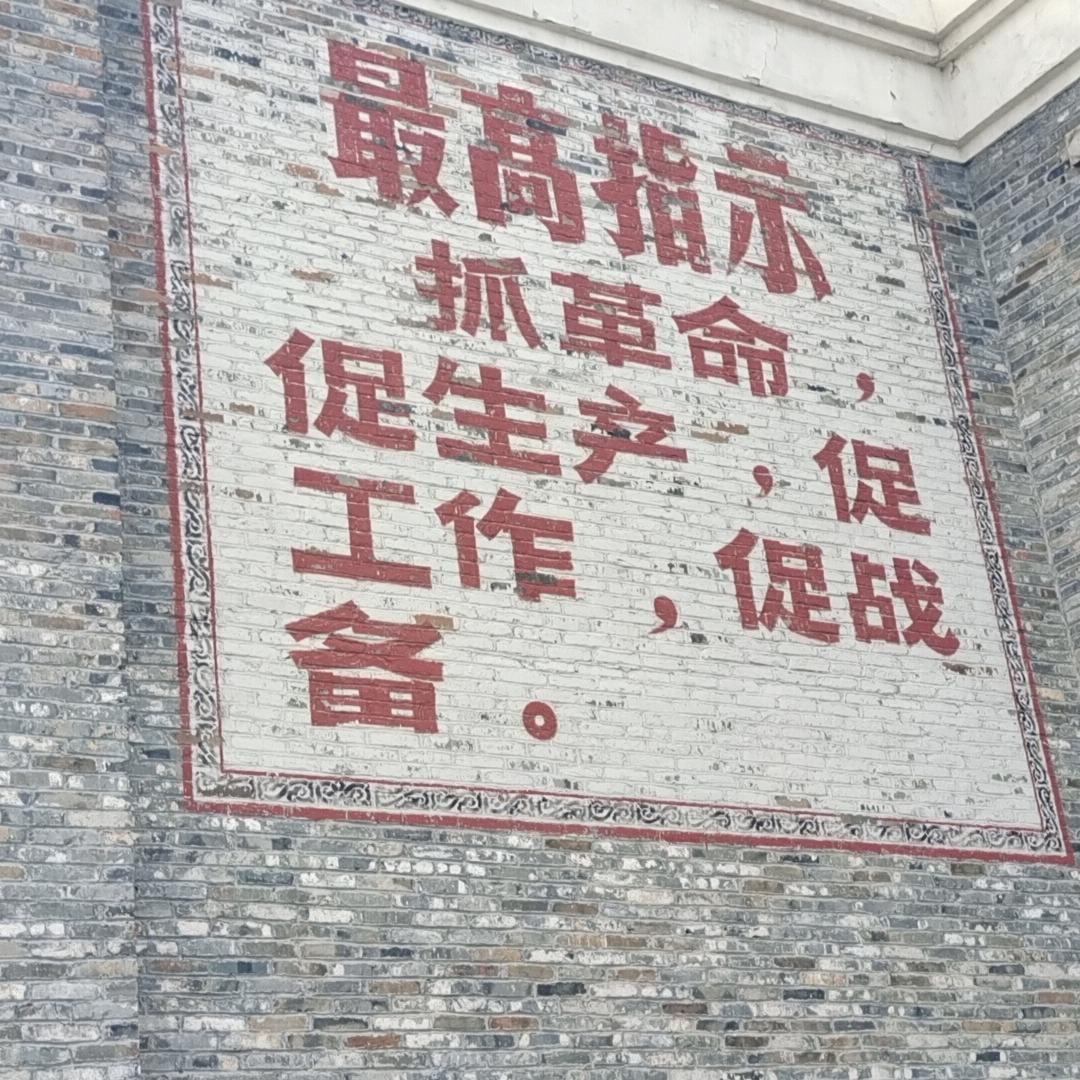 最高指示
抓革命，
促生产，促
工作，促战
备。